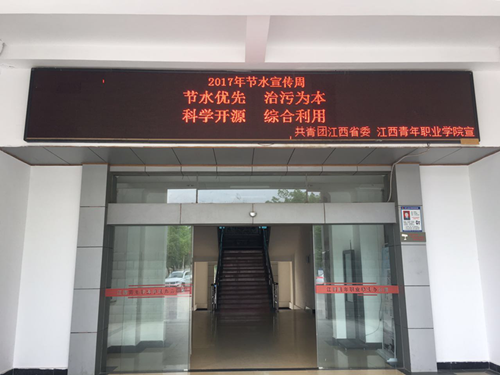 2017年节水宣传周
节水优先 治污为本
科学开源 综合利用
共青团江西省委 江西青年职业学院宣